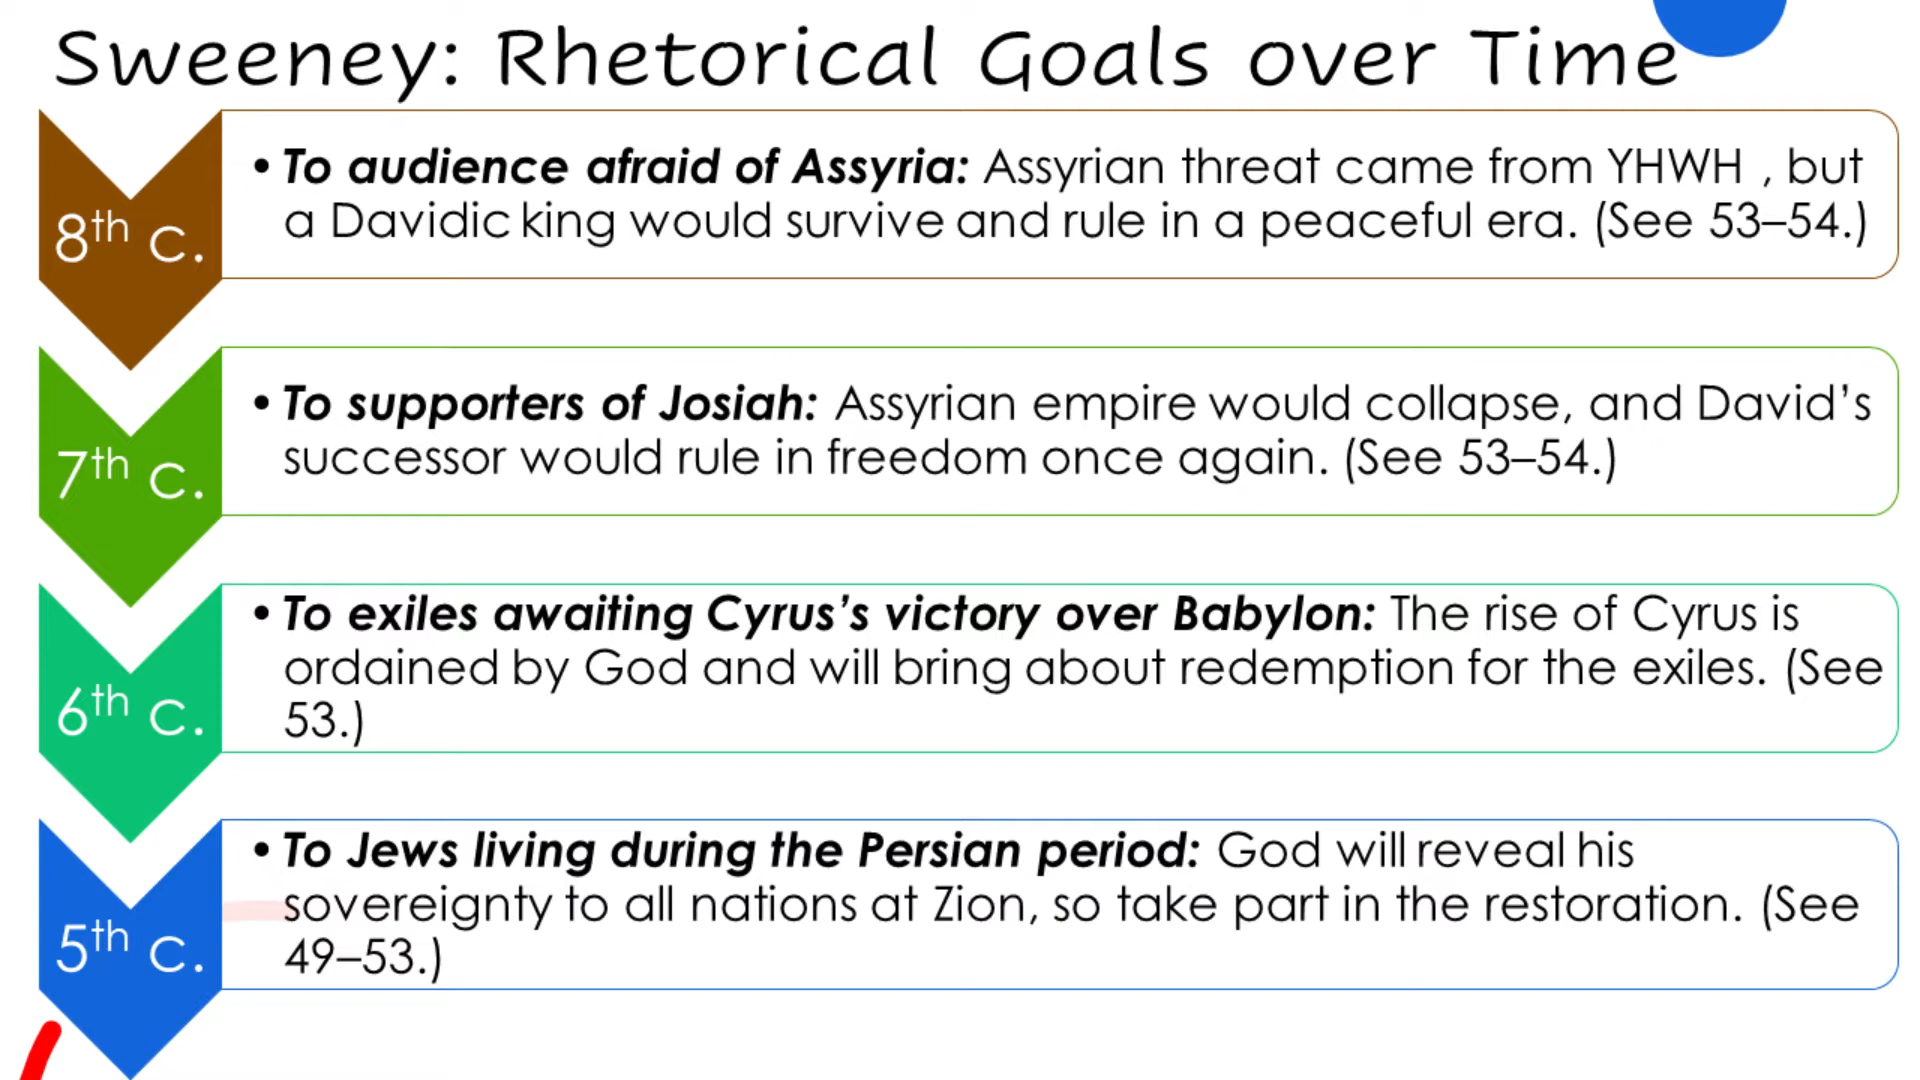 Sweeney: Rhetorical Goals over Time
8th c.
• To audience afraid of Assyria: Assyrian threat came from YHWH , but
a Davidic king would survive and rule in a peaceful era. (See 53–54.)
7th c.
• To supporters of Josiah: Assyrian empire would collapse, and David’s
successor would rule in freedom once again. (See 53–54.)
6th c.
• To exiles awaiting Cyrus’s victory over Babylon: The rise of Cyrus is
ordained by God and will bring about redemption for the exiles. (See
53.)
5th c.
• To Jews living during the Persian period: God will reveal his
sovereignty to all nations at Zion, so take part in the restoration. (See
49–53.)